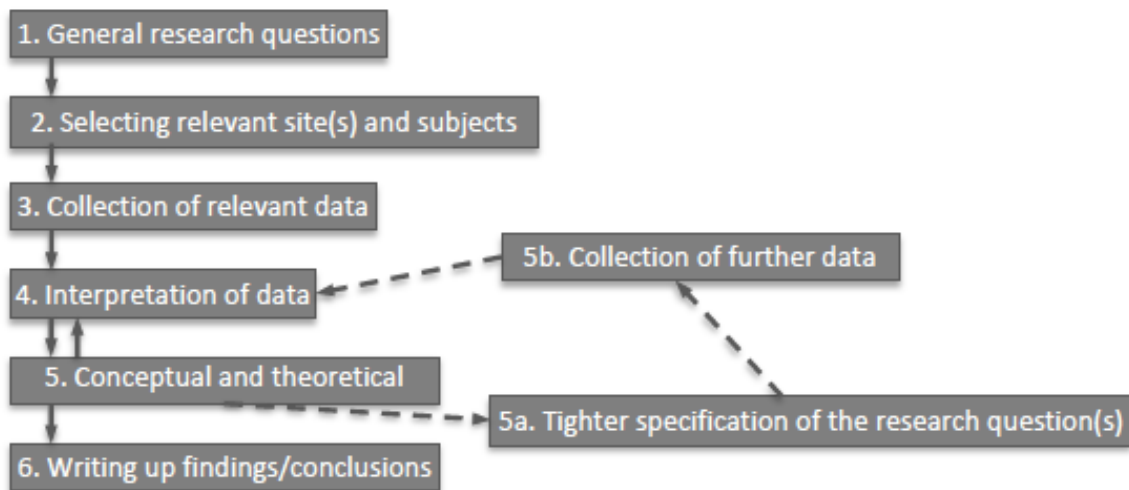 1. General research questions
2. Selecting relevant site(s) and subjects
3. Collection of relevant data
5b. Collection of further data
4. Interpretation of data
5. Conceptual and theoretical
5a. Tighter specification of the research question(s)
6. Writing up findings/conclusions